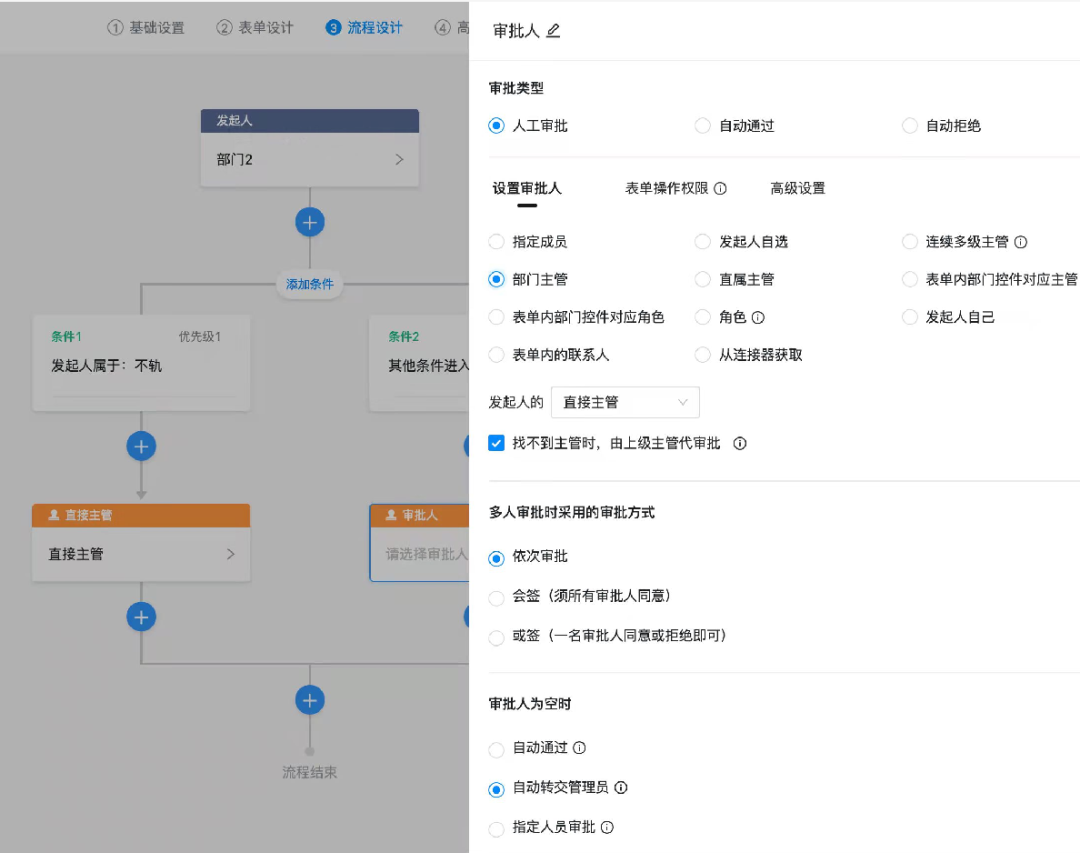 ① 基础设置 ② 表单设计 ③ 流程设计 ④ 高
发起人
部门2
添加条件
条件1 优先级1
发起人属于：不轨
条件2
其他条件进入
直接主管
直接主管
审批人
请选择审批人
流程结束
审批人
审批类型
人工审批 自动通过 自动拒绝
设置审批人 表单操作权限 高级设置
指定成员 发起人自选 连续多级主管
部门主管 直属主管 表单内部门控件对应主管
表单内部门控件对应角色 角色 发起人自己
表单内的联系人 从连接器获取
发起人的 直接主管
找不到主管时，由上级主管代审批
多人审批时采用的审批方式
依次审批
会签（须所有审批人同意）
或签（一名审批人同意或拒绝即可）
审批人为空时
自动通过
自动转交管理员
指定人员审批